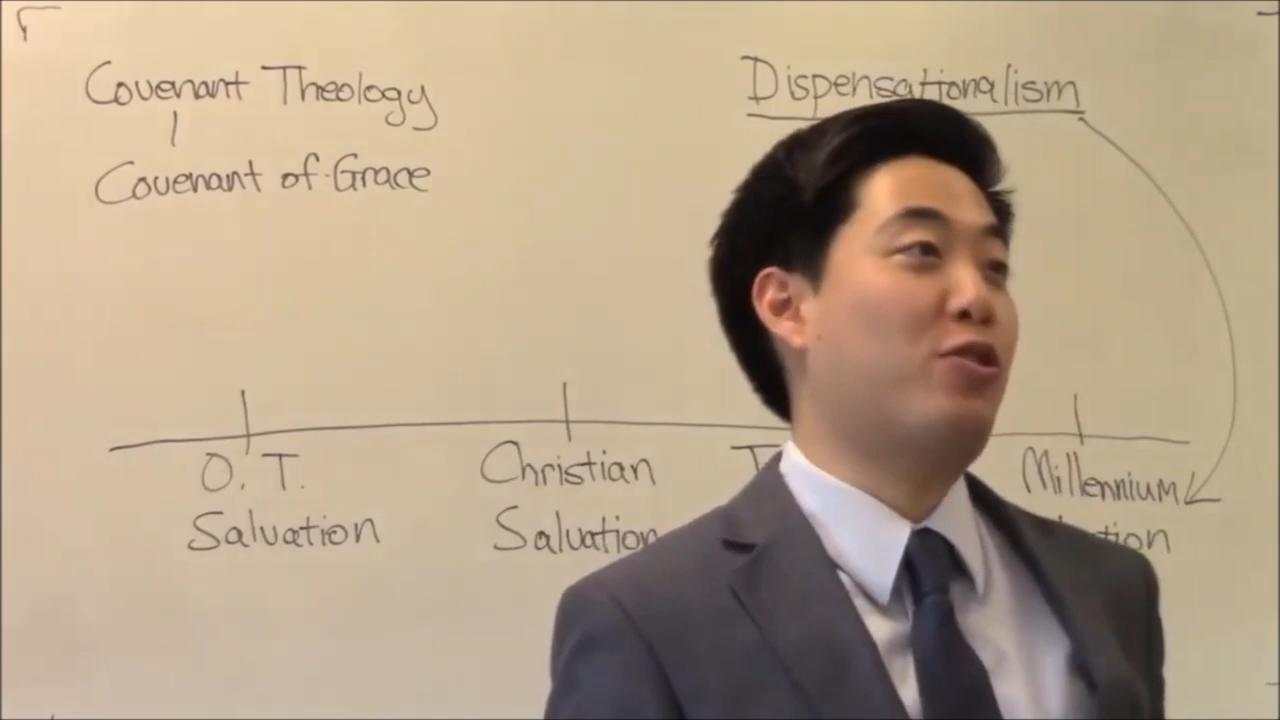 Covenant Theology
Covenant of Grace
Dispensationalism
O. T.
Salvation
Christian
Salvation
Millennium